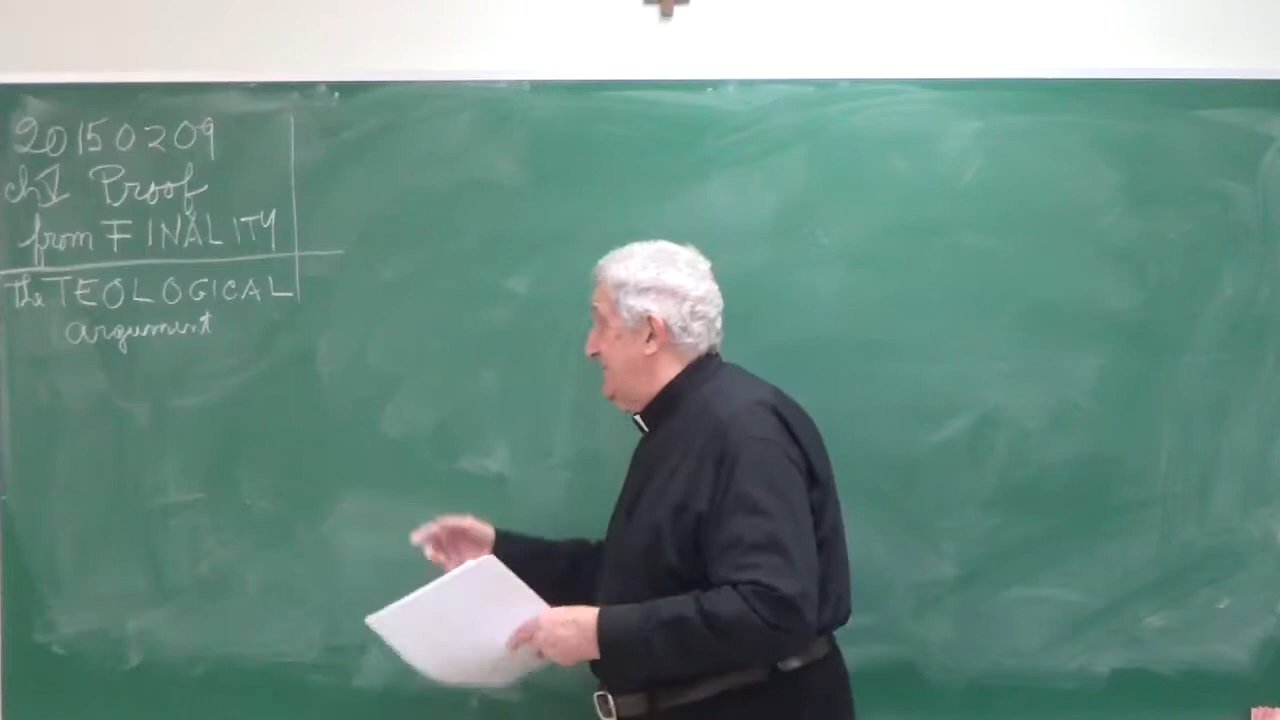 20150209
ch V Proof
from FINALITY
The TEOLOGICAL
argument